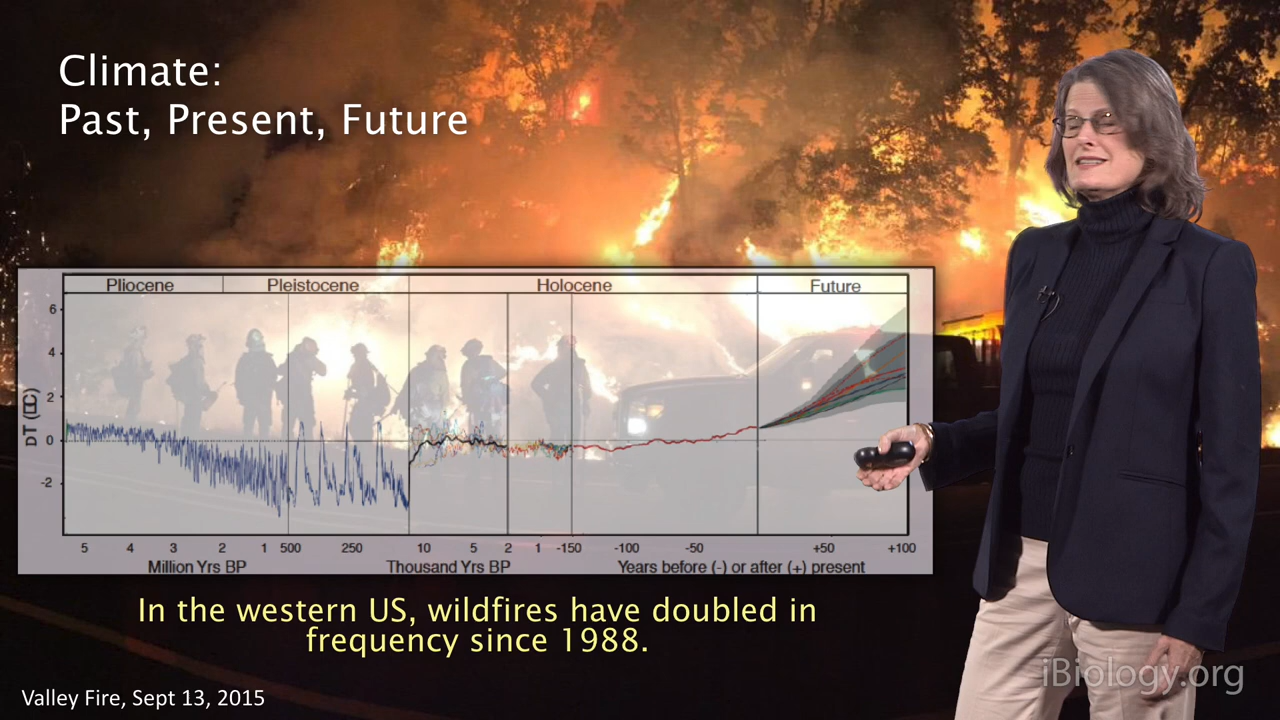 Climate:
Past, Present, Future
Pliocene Pleistocene Holocene Future
6
4
2
0
-2
5 4 3 2 1 500 250 10 5 2 1 -150 -100 -50 +50 +100
Million Yrs BP Thousand Yrs BP Years before (-) or after (+) present
In the western US, wildfires have doubled in
frequency since 1988.
Valley Fire, Sept 13, 2015
iBiology.org